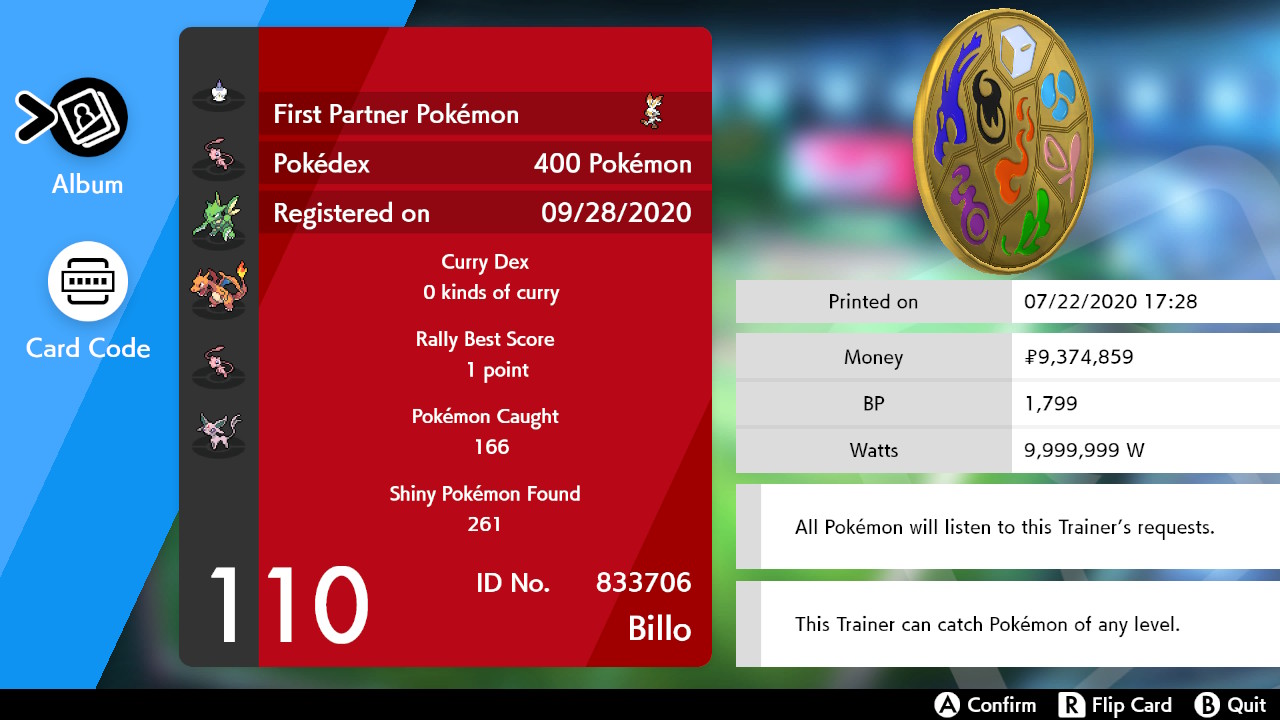 Album
Card Code
First Partner Pokémon
Pokédex 400 Pokémon
Registered on 09/28/2020
Curry Dex
0 kinds of curry
Rally Best Score
1 point
Pokémon Caught
166
Shiny Pokémon Found
261
110
ID No. 833706
Billo
Printed on 07/22/2020 17:28
Money ₽9,374,859
BP 1,799
Watts 9,999,999 W
All Pokémon will listen to this Trainer's requests.
This Trainer can catch Pokémon of any level.
A Confirm R Flip Card B Quit